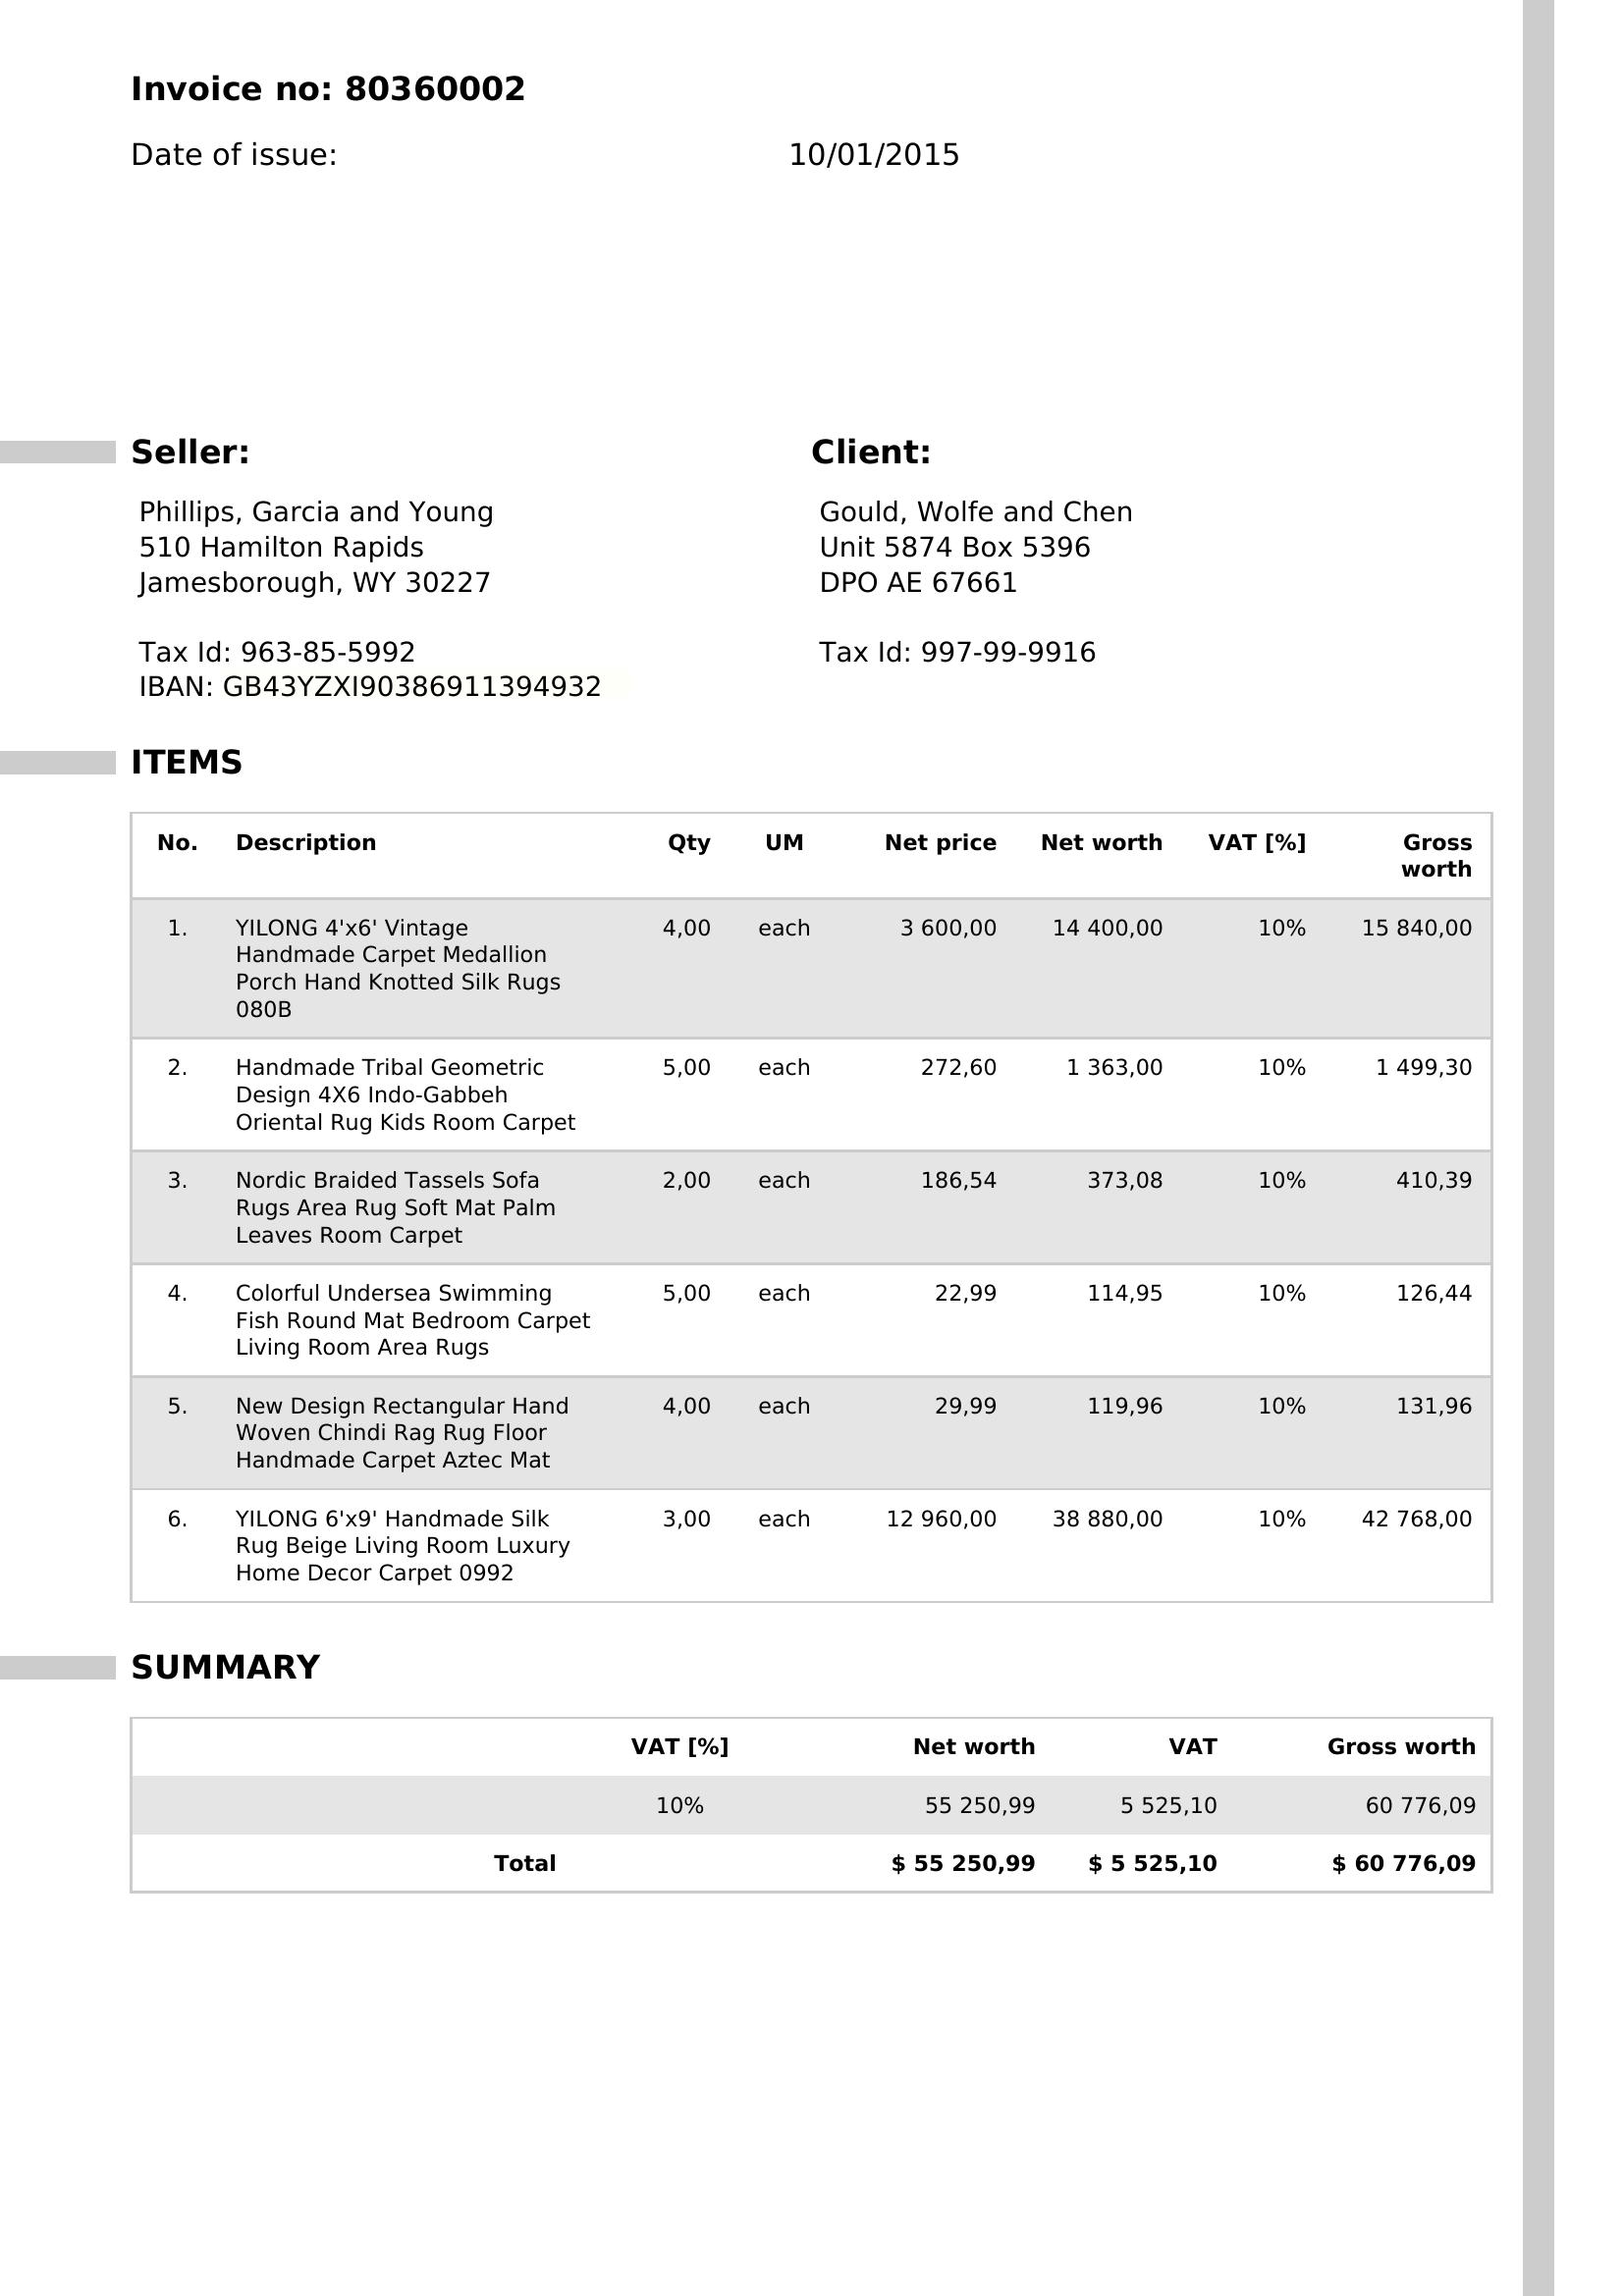 Invoice no: 80360002
Date of issue: 10/01/2015
Seller: Client:
Phillips, Garcia and Young Gould, Wolfe and Chen
510 Hamilton Rapids Unit 5874 Box 5396
Jamesborough, WY 30227 DPO AE 67661
Tax Id: 963-85-5992 Tax Id: 997-99-9916
IBAN: GB43YZXI90386911394932
ITEMS
No. Description Qty UM Net price Net worth VAT [%] Gross
worth
1. YILONG 4'x6' Vintage 4,00 each 3 600,00 14 400,00 10% 15 840,00
Handmade Carpet Medallion
Porch Hand Knotted Silk Rugs
080B
2. Handmade Tribal Geometric 5,00 each 272,60 1 363,00 10% 1 499,30
Design 4X6 Indo-Gabbeh
Oriental Rug Kids Room Carpet
3. Nordic Braided Tassels Sofa 2,00 each 186,54 373,08 10% 410,39
Rugs Area Rug Soft Mat Palm
Leaves Room Carpet
4. Colorful Undersea Swimming 5,00 each 22,99 114,95 10% 126,44
Fish Round Mat Bedroom Carpet
Living Room Area Rugs
5. New Design Rectangular Hand 4,00 each 29,99 119,96 10% 131,96
Woven Chindi Rag Rug Floor
Handmade Carpet Aztec Mat
6. YILONG 6'x9' Handmade Silk 3,00 each 12 960,00 38 880,00 10% 42 768,00
Rug Beige Living Room Luxury
Home Decor Carpet 0992
SUMMARY
VAT [%] Net worth VAT Gross worth
10% 55 250,99 5 525,10 60 776,09
Total $ 55 250,99 $ 5 525,10 $ 60 776,09